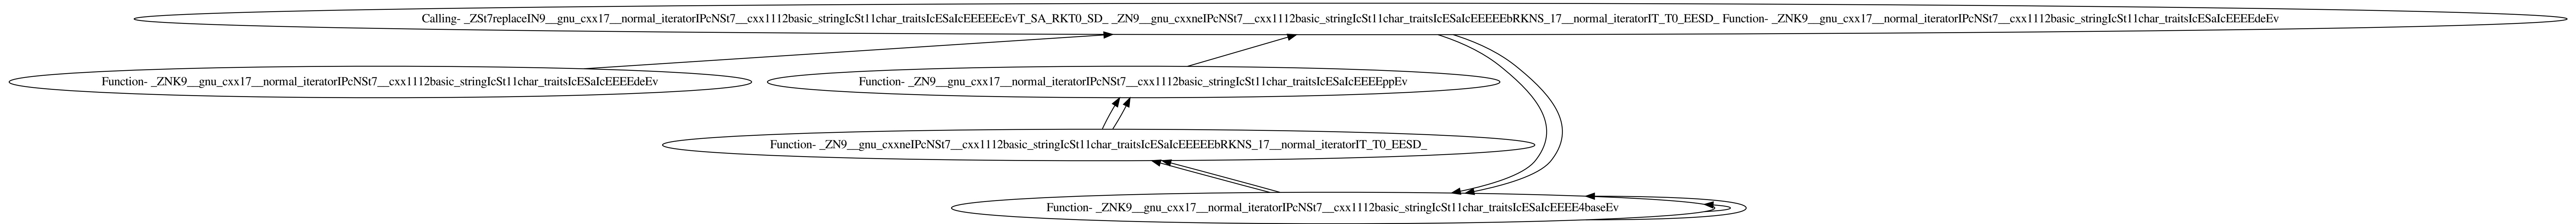 Calling- _ZSt7replaceIN9__gnu_cxx17__normal_iteratorIPcNSt7__cxx1112basic_stringIcSt11char_traitsIcESaIcEEEEEcEvT_SA_RKT0_SD_ _ZN9__gnu_cxxneIPcNSt7__cxx1112basic_stringIcSt11char_traitsIcESaIcEEEEEbRKNS_17__normal_iteratorIT_T0_EESD_ Function- _ZNK9__gnu_cxx17__normal_iteratorIPcNSt7__cxx1112basic_stringIcSt11char_traitsIcESaIcEEEEdeEv
Function- _ZNK9__gnu_cxx17__normal_iteratorIPcNSt7__cxx1112basic_stringIcSt11char_traitsIcESaIcEEEEdeEv
Function- _ZN9__gnu_cxx17__normal_iteratorIPcNSt7__cxx1112basic_stringIcSt11char_traitsIcESaIcEEEEppEv
Function- _ZN9__gnu_cxxneIPcNSt7__cxx1112basic_stringIcSt11char_traitsIcESaIcEEEEEbRKNS_17__normal_iteratorIT_T0_EESD_
Function- _ZNK9__gnu_cxx17__normal_iteratorIPcNSt7__cxx1112basic_stringIcSt11char_traitsIcESaIcEEEE4baseEv